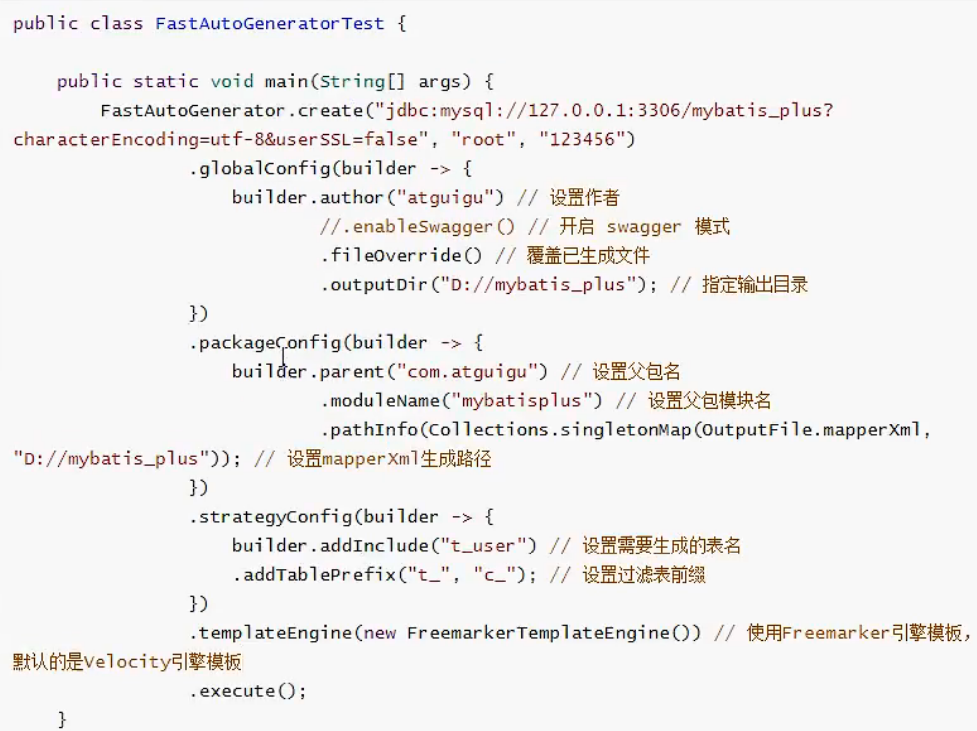 public class FastAutoGeneratorTest {
public static void main(String[] args) {
FastAutoGenerator.create("jdbc:mysql://127.0.0.1:3306/mybatis_plus?
characterEncoding=utf-8&userSSL=false", "root", "123456")
.globalConfig(builder -> {
builder.author("atguigu") // 设置作者
//.enableSwagger() // 开启 swagger 模式
.fileOverride() // 覆盖已生成文件
.outputDir("D://mybatis_plus"); // 指定输出目录
})
.packageConfig(builder -> {
builder.parent("com.atguigu") // 设置父包名
.moduleName("mybatisplus") // 设置父包模块名
.pathInfo(Collections.singletonMap(OutputFile.mapperXml,
"D://mybatis_plus")); // 设置mapperXml生成路径
})
.strategyConfig(builder -> {
builder.addInclude("t_user") // 设置需要生成的表名
.addTablePrefix("t_", "c_"); // 设置过滤表前缀
})
.templateEngine(new FreemarkerTemplateEngine()) // 使用Freemarker引擎模板，
默认的是Velocity引擎模板
.execute();
}